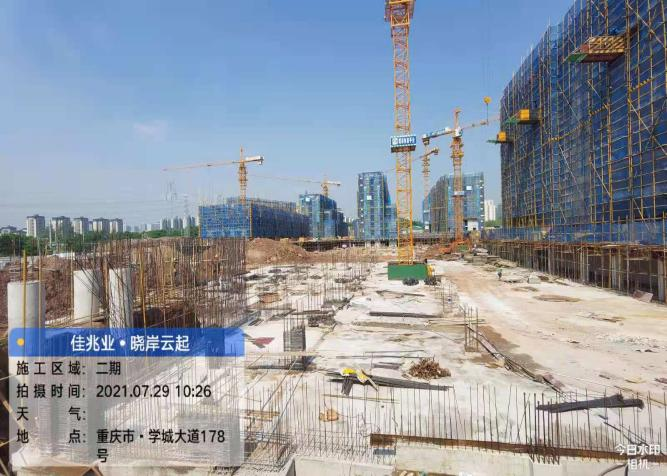 佳兆业·晓岸云起
施工区域: 二期
拍摄时间: 2021.07.29 10:26
天气:
地点: 重庆市·学城大道178
号
今日水印
相机